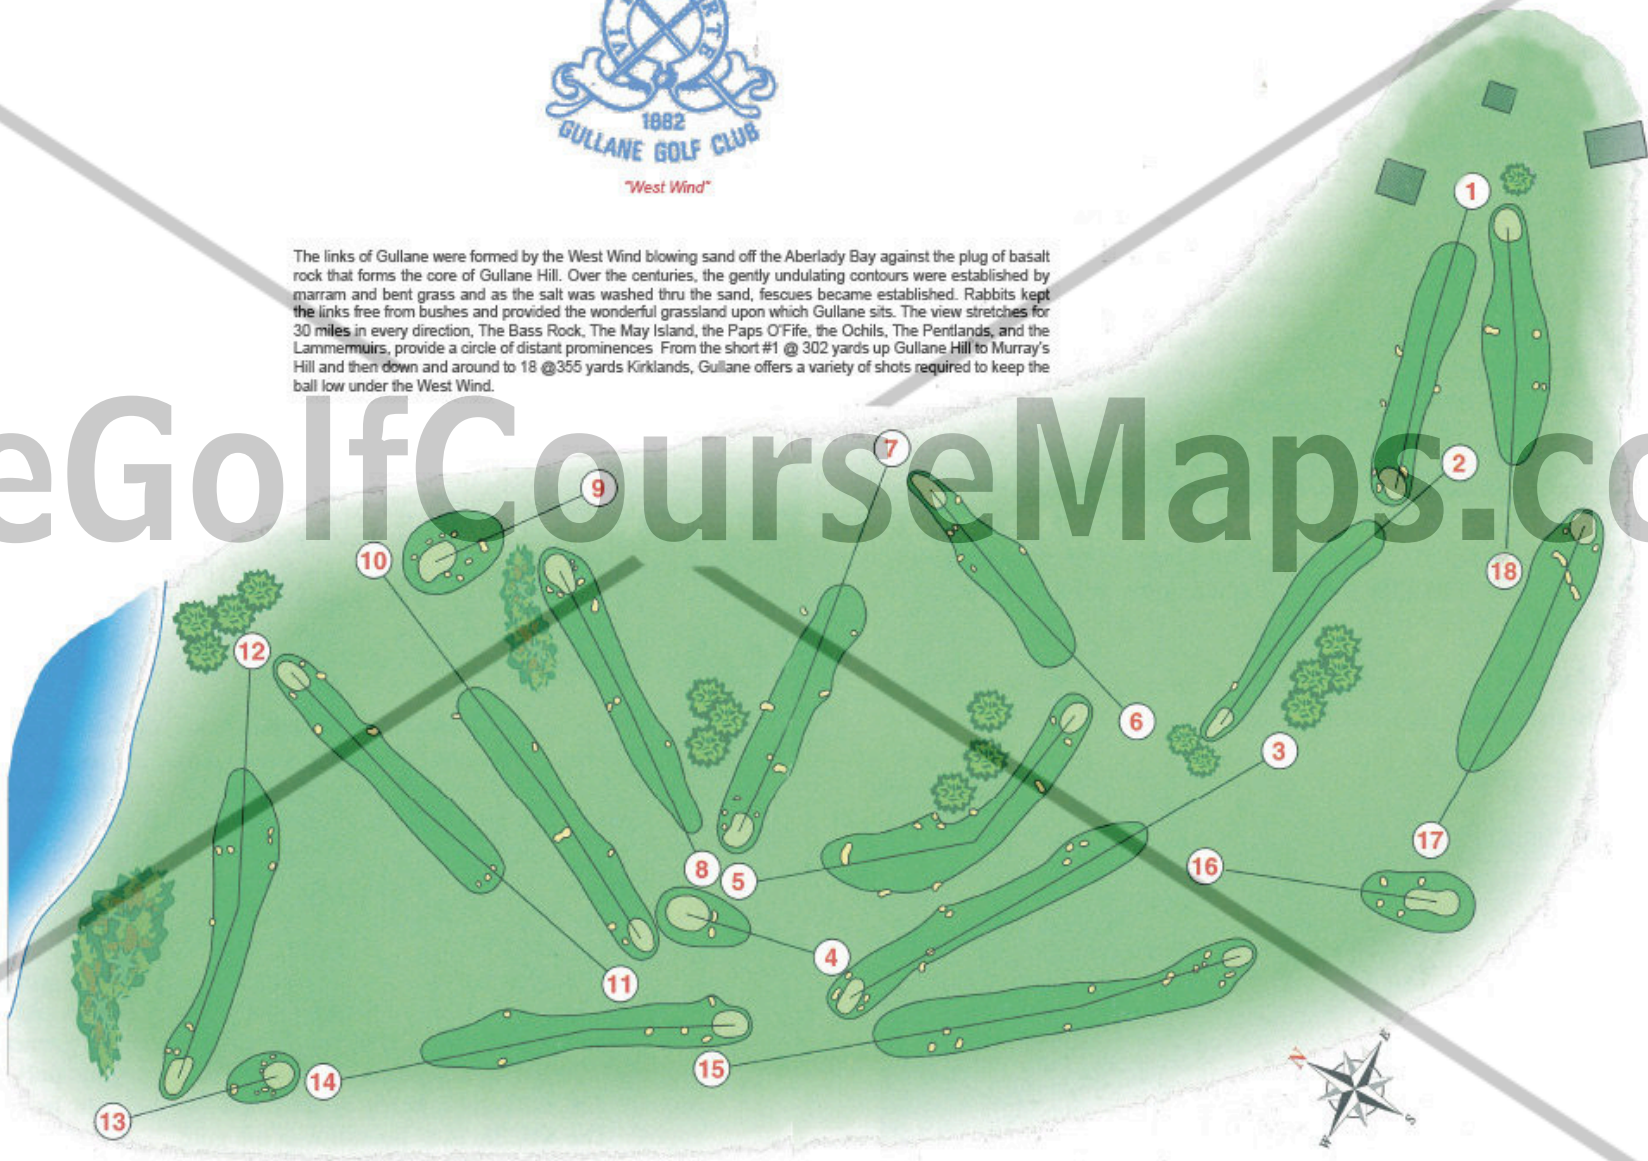 VI
RTE
1882
GULLANE GOLF CLUB
"West Wind"
The links of Gullane were formed by the West Wind blowing sand off the Aberlady Bay against the plug of basalt
rock that forms the core of Gullane Hill. Over the centuries, the gently undulating contours were established by
marram and bent grass and as the salt was washed thru the sand, fescues became established. Rabbits kept
the links free from bushes and provided the wonderful grassland upon which Gullane sits. The view stretches for
30 miles in every direction, The Bass Rock, The May Island, the Paps O'Fife, the Ochils, The Pentlands, and the
Lammermuirs, provide a circle of distant prominences From the short #1 @ 302 yards up Gullane Hill to Murray's
Hill and then down and around to 18 @355 yards Kirklands, Gullane offers a variety of shots required to keep the
ball low under the West Wind.
eGolfCourseMaps.co
1
2
7
9
10
18
12
6
3
17
16
8
5
4
11
15
14
13
N
E
S
W